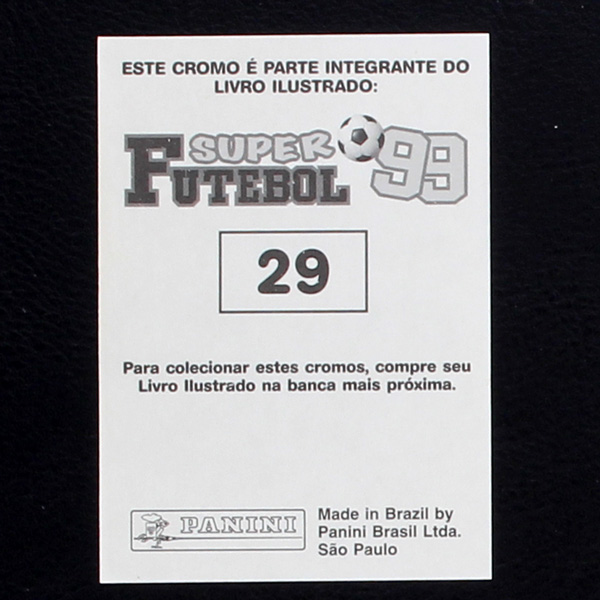 ESTE CROMO É PARTE INTEGRANTE DO
LIVRO ILUSTRADO:
SUPER
FUTEBOL 99
29
Para colecionar estes cromos, compre seu
Livro Ilustrado na banca mais próxima.
PANINI
Made in Brazil by
Panini Brasil Ltda.
São Paulo